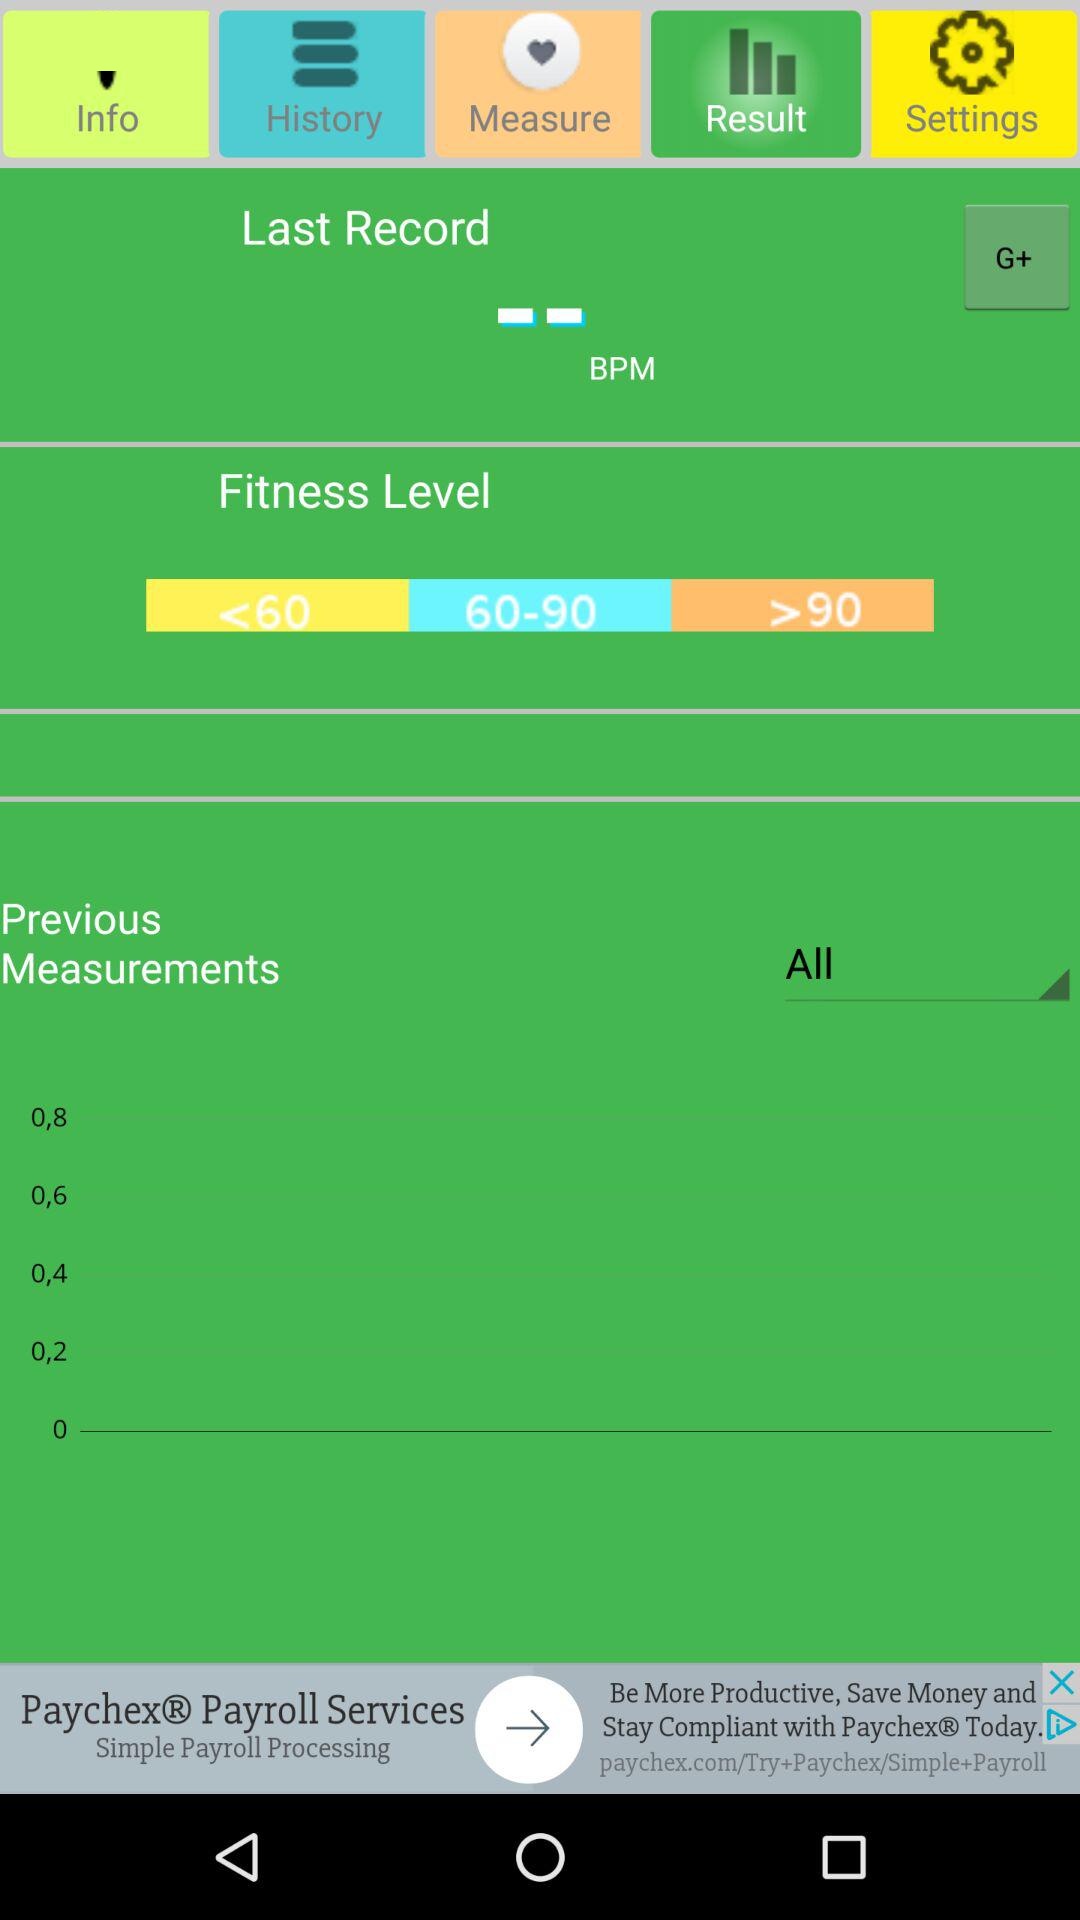 Info
History
Measure
Result
Settings
Last Record
G+
--
BPM
Fitness Level
<60
60-90
>90
Previous
Measurements
All
0,8
0,6
0,4
0,2
0
Paychex® Payroll Services
Simple Payroll Processing
Be More Productive, Save Money and
Stay Compliant with Paychex® Today.
paychex.com/Try+Paychex/Simple+Payroll